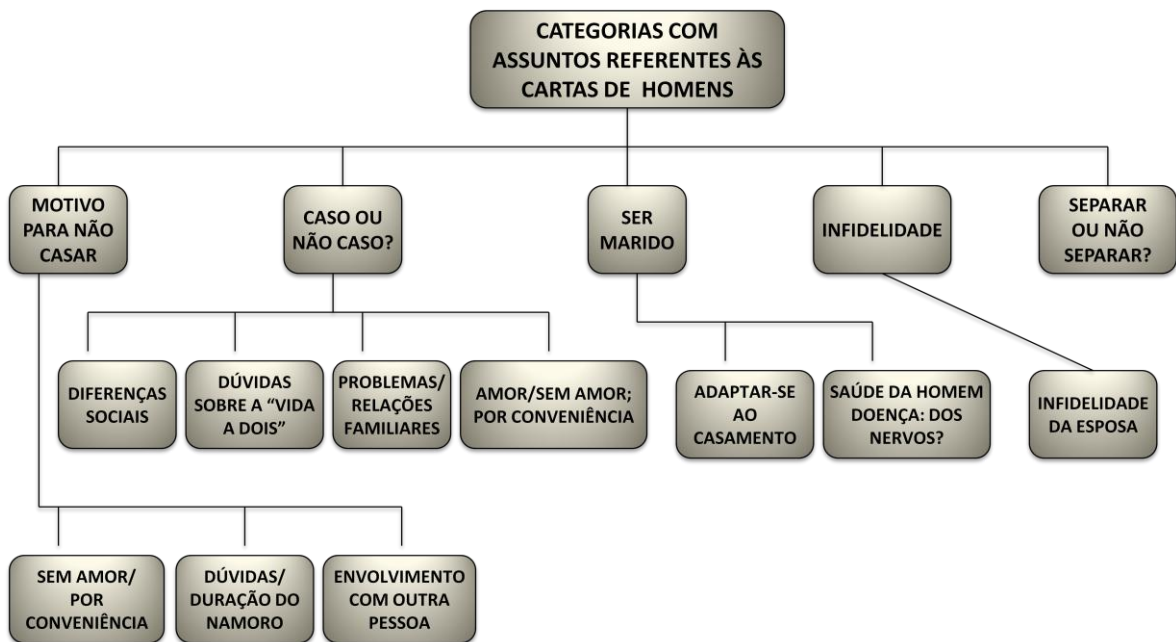 CATEGORIAS COM
ASSUNTOS REFERENTES ÀS
CARTAS DE HOMENS
MOTIVO
PARA NÃO
CASAR
CASO OU
NÃO CASO?
SER
MARIDO
INFIDELIDADE
SEPARAR
OU NÃO
SEPARAR?
DIFERENÇAS
SOCIAIS
DÚVIDAS
SOBRE A “VIDA
A DOIS”
PROBLEMAS/
RELAÇÕES
FAMILIARES
AMOR/SEM AMOR;
POR CONVENIÊNCIA
ADAPTAR-SE
AO
CASAMENTO
SAÚDE DA HOMEM
DOENÇA: DOS
NERVOS?
INFIDELIDADE
DA ESPOSA
SEM AMOR/
POR
CONVENIÊNCIA
DÚVIDAS/
DURAÇÃO DO
NAMORO
ENVOLVIMENTO
COM OUTRA
PESSOA